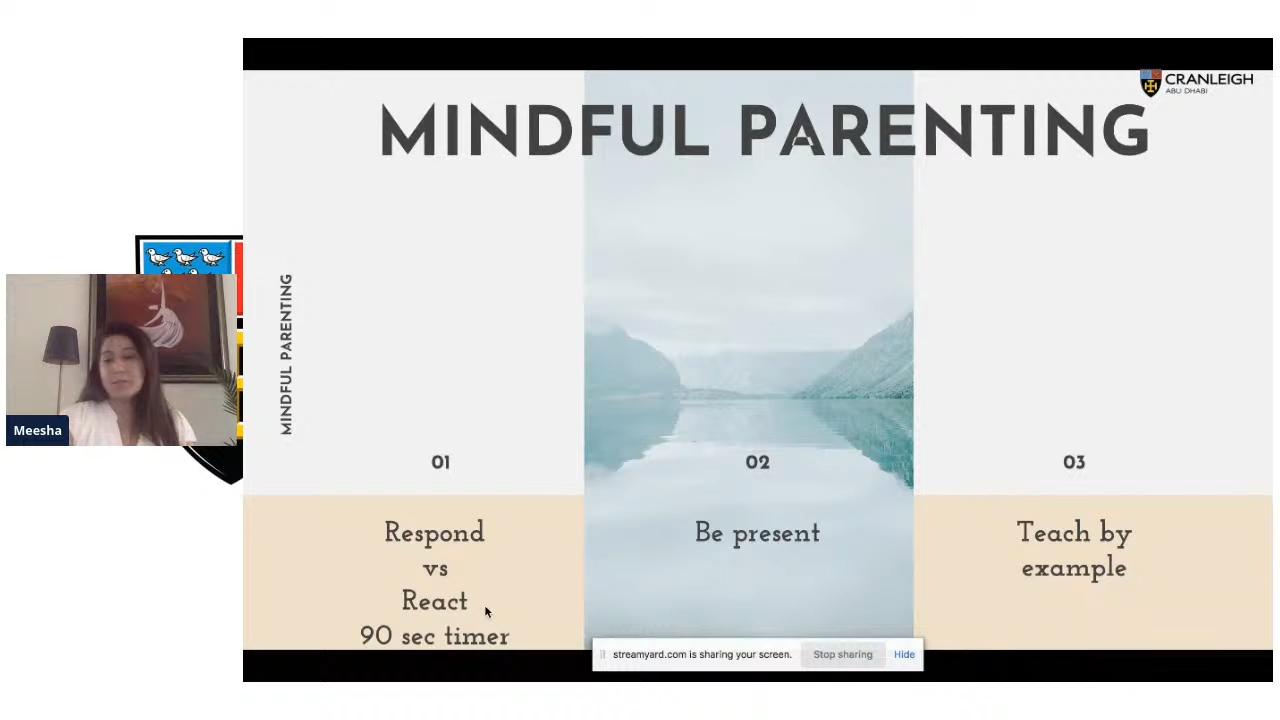 CRANLEIGH
ABU DHABI
MINDFUL PARENTING
MINDFUL PARENTING
01
02
03
Respond
vs
React
90 sec timer
Be present
Teach by
example
Meesha
streamyard.com is sharing your screen.
Stop sharing
Hide